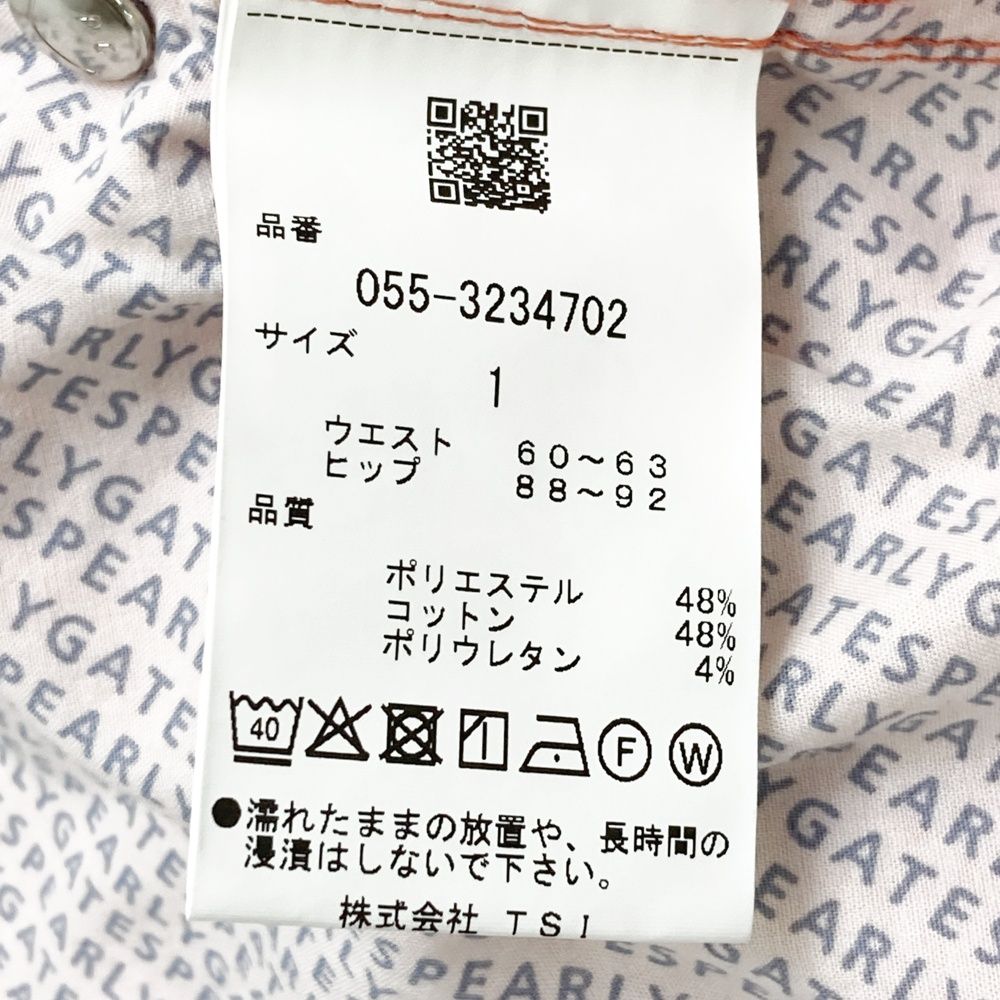 品番
055-3234702
サイズ
1
ウエスト 60～63
ヒップ 88～92
品質
ポリエステル 48%
コットン 48%
ポリウレタン 4%
40 F W
●濡れたままの放置や、長時間の
浸漬はしないで下さい。
株式会社 TSI
PEARLYGATES